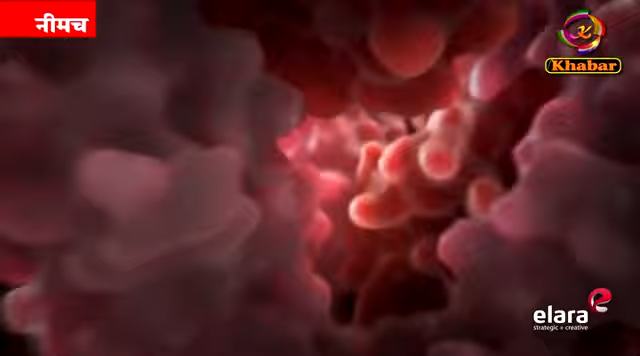 नीमच
K
Khabar
elara
strategic + creative